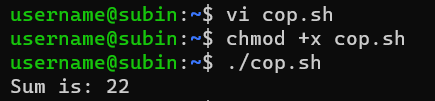 username@subin:~$ vi cop.sh
username@subin:~$ chmod +x cop.sh
username@subin:~$ ./cop.sh
Sum is: 22